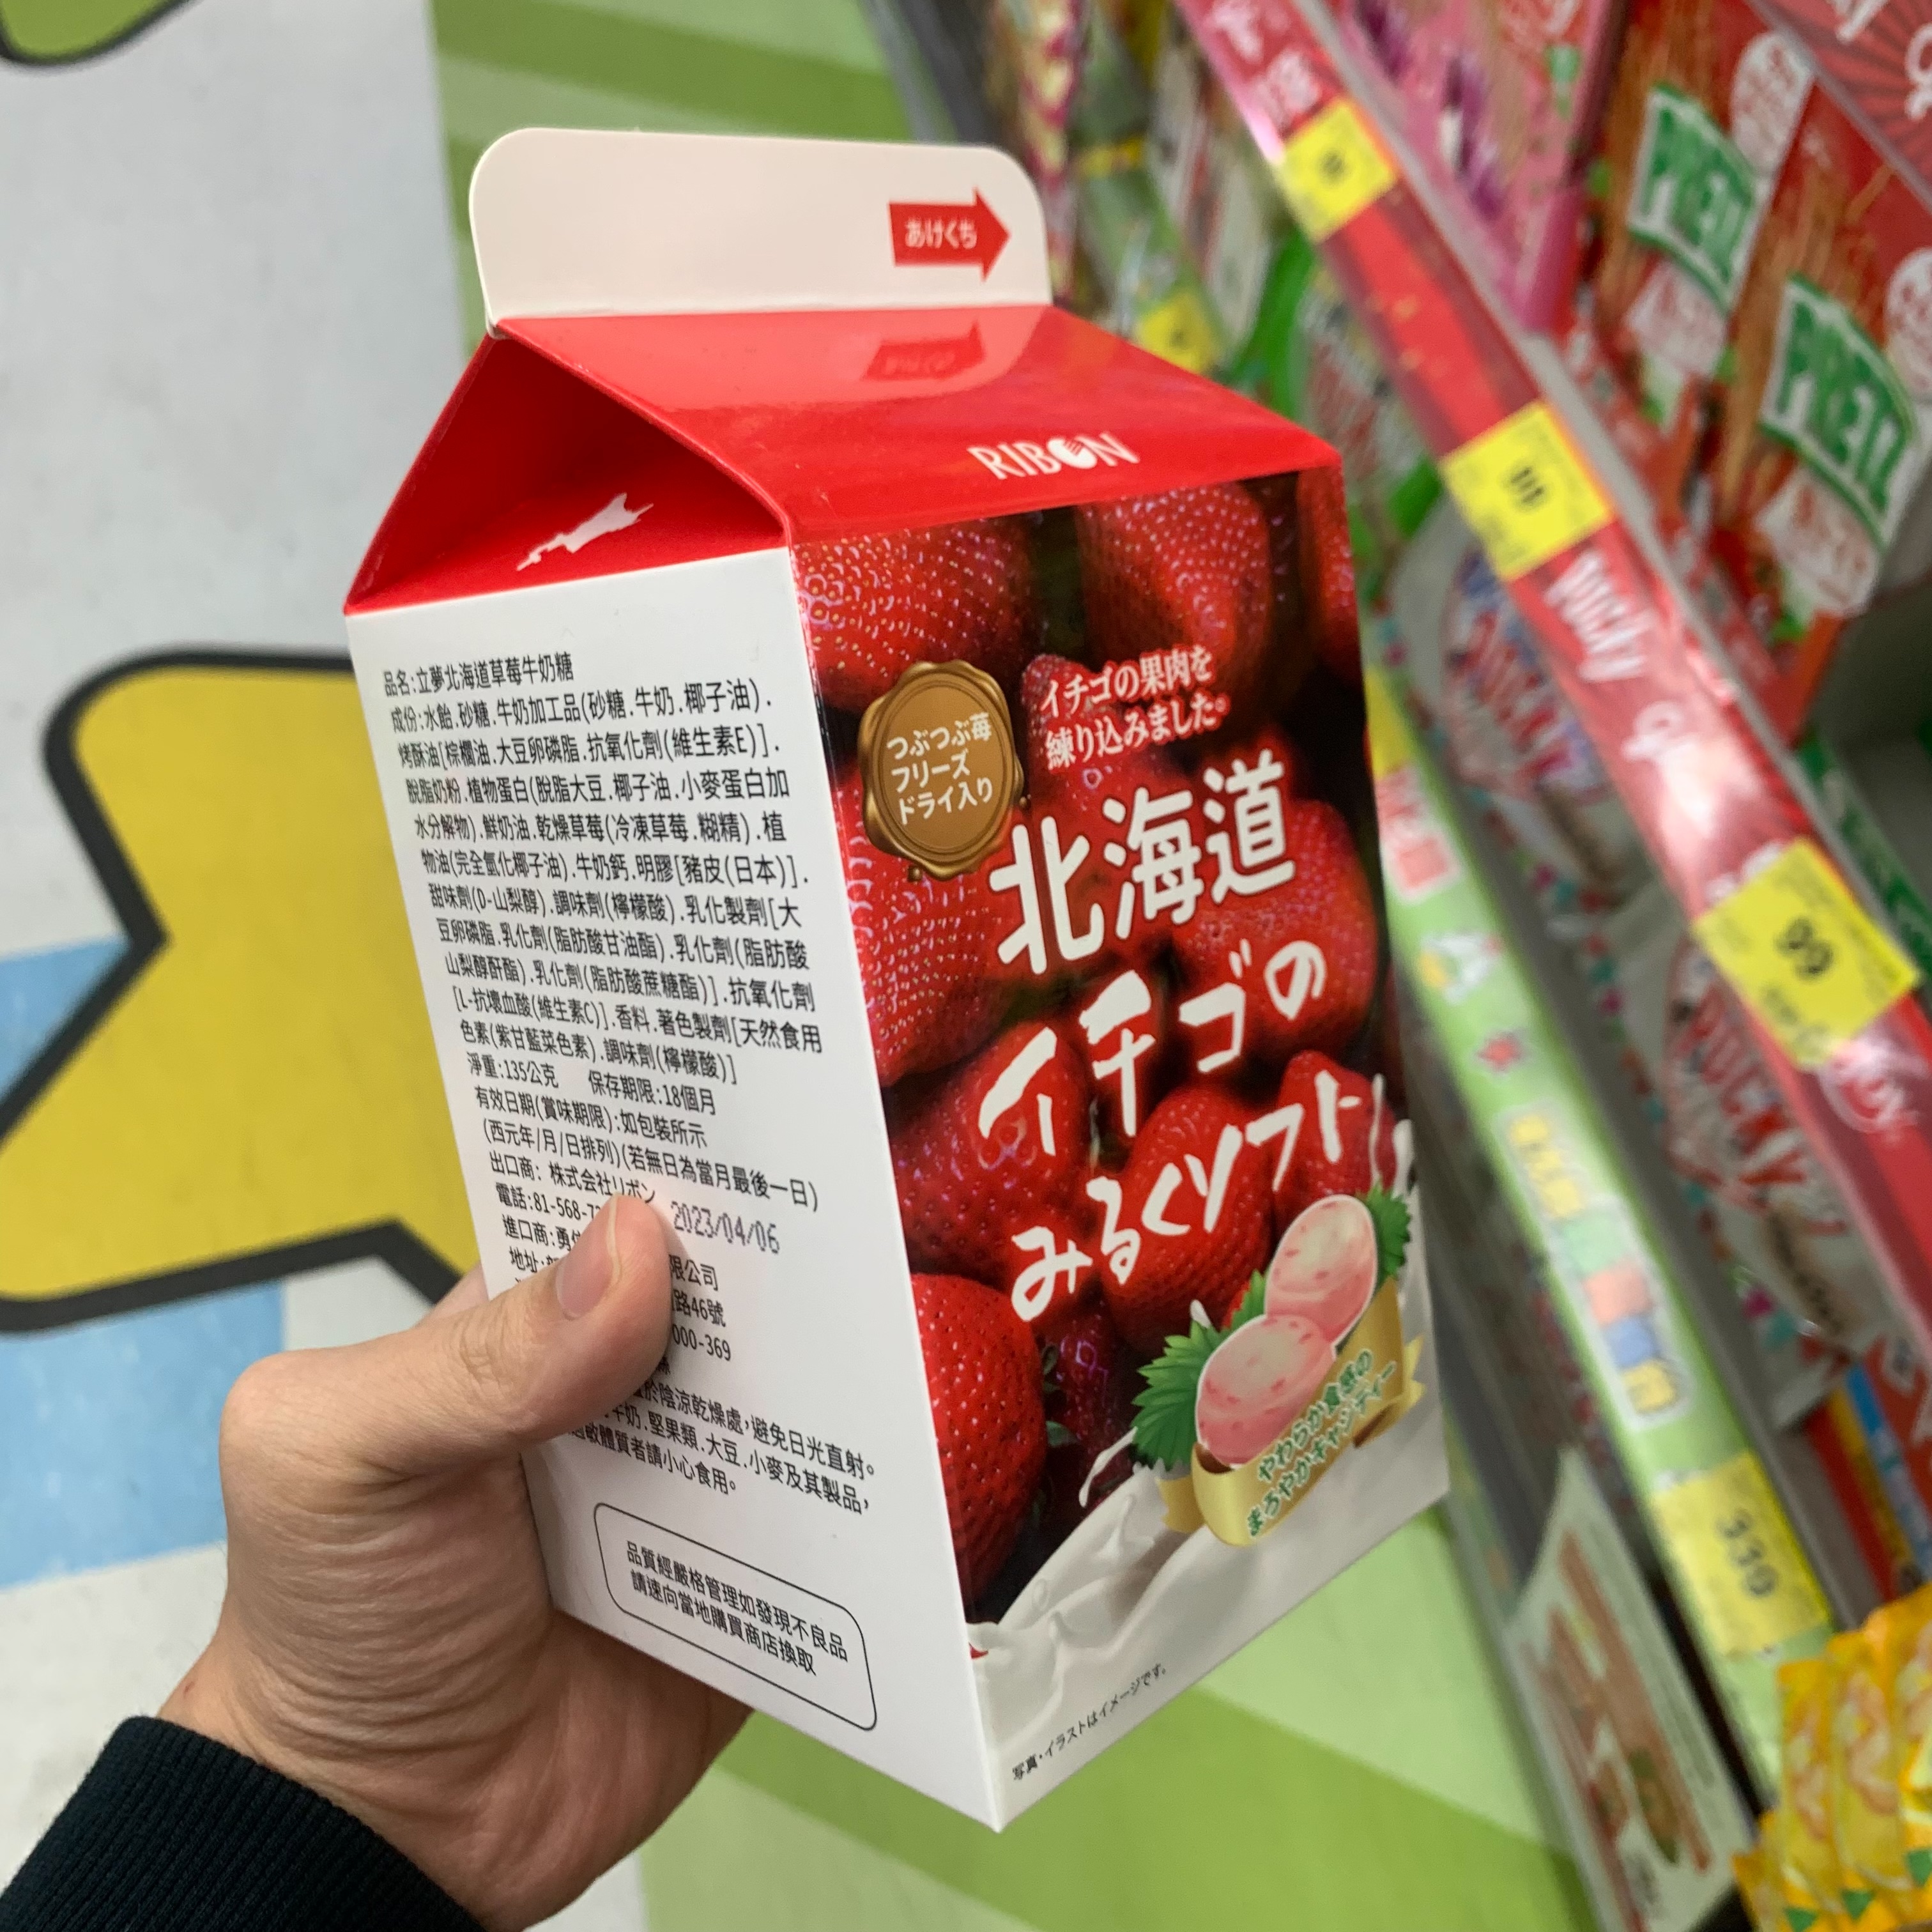 あけくち
RIBON
品名:立夢北海道草莓牛奶糖
成份:水飴.砂糖.牛奶加工品(砂糖.牛奶.椰子油).
烤酥油[棕櫚油.大豆卵磷脂.抗氧化劑(維生素E)].
脫脂奶粉.植物蛋白(脫脂大豆.椰子油.小麥蛋白加
水分解物).鮮奶油.乾燥草莓(冷凍草莓.糊精).植
物油(完全氫化椰子油).牛奶鈣.明膠[豬皮(日本)].
甜味劑(D-山梨醇).調味劑(檸檬酸).乳化製劑[大
豆卵磷脂.乳化劑(脂肪酸甘油酯).乳化劑(脂肪酸
山梨醇酐酯).乳化劑(脂肪酸蔗糖酯)].抗氧化劑
[L-抗壞血酸(維生素C)].香料.著色製劑[天然食用
色素(紫甘藍菜色素).調味劑(檸檬酸)]
淨重:135公克 保存期限:18個月
有效日期(賞味期限):如包裝所示
(西元年/月/日排列)(若無日為當月最後一日)
出口商: 株式会社リボン
電話:81-568-7
2023/04/06
進口商:勇
限公司
地址:
路46號
000-369
於陰涼乾燥處,避免日光直射。
牛奶.堅果類.大豆.小麥及其製品,
敏體質者請小心食用。
品質經嚴格管理如發現不良品
請速向當地購買商店換取
つぶつぶ苺
フリーズ
ドライ入り
イチゴの果肉を
練り込みました。
北海道
イチゴの
みるくソフト
やわらか食感の
まろやかキャンディー
写真・イラストはイメージです。
PRETZ
PRETZ
Pocky
99
339